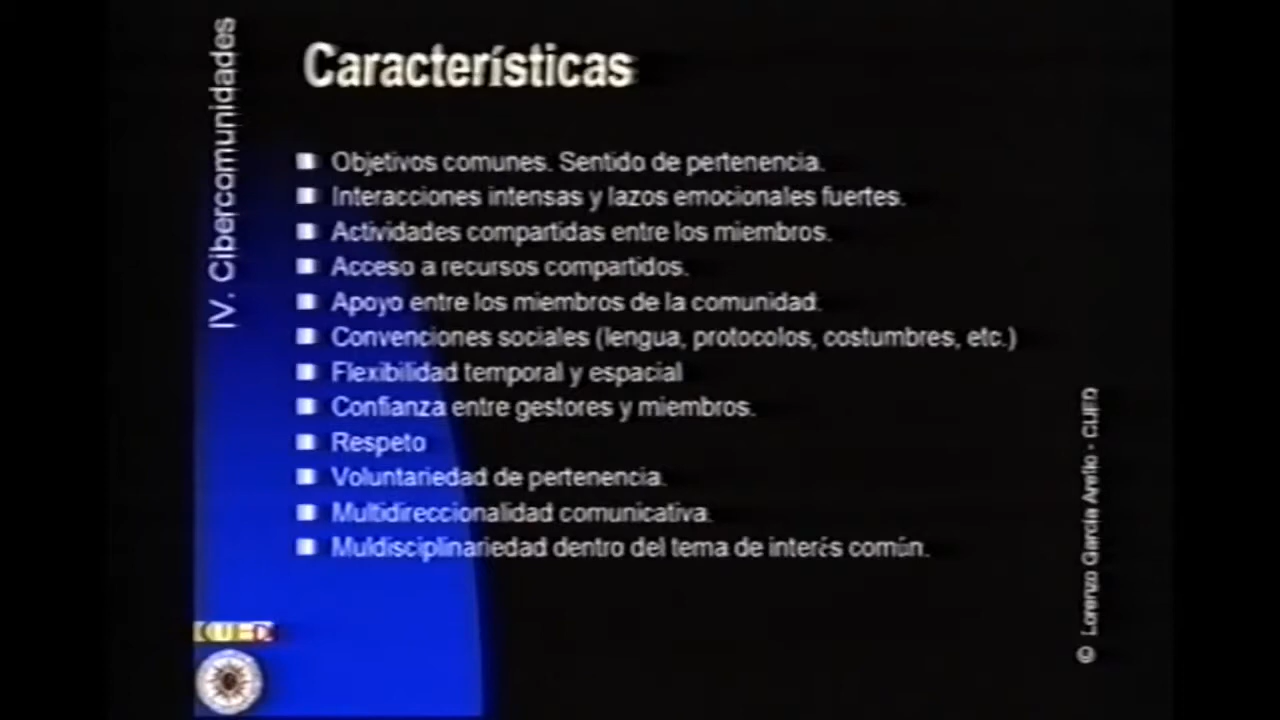 IV. Cibercomunidades
Características
Objetivos comunes. Sentido de pertenencia.
Interacciones intensas y lazos emocionales fuertes.
Actividades compartidas entre los miembros.
Acceso a recursos compartidos.
Apoyo entre los miembros de la comunidad.
Convenciones sociales (lengua, protocolos, costumbres, etc.)
Flexibilidad temporal y espacial
Confianza entre gestores y miembros.
Respeto
Voluntariedad de pertenencia.
Multidireccionalidad comunicativa.
Muldisciplinariedad dentro del tema de interés común.
CUED
© Lorenzo García Aretio - CUED